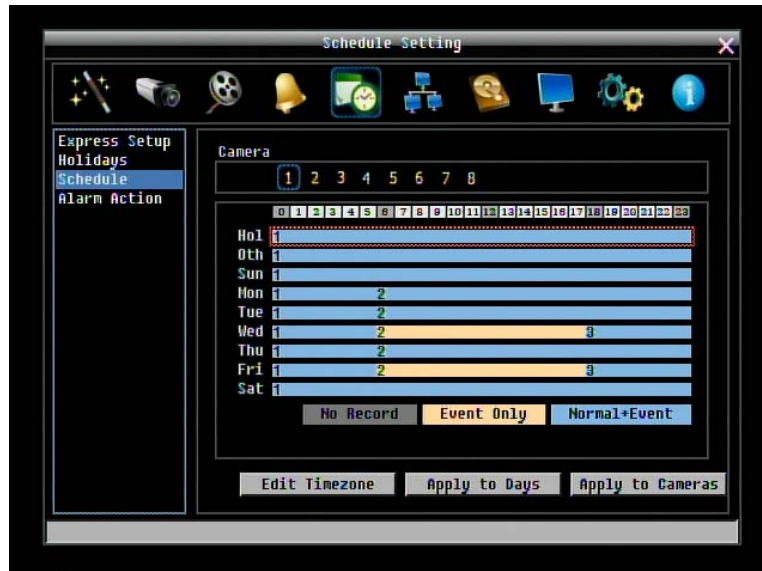 Schedule Setting
Express Setup
Holidays
Schedule
Alarm Action
Camera
1 2 3 4 5 6 7 8
0 1 2 3 4 5 6 7 8 9 10 11 12 13 14 15 16 17 18 19 20 21 22 23
Hol 1
Oth 1
Sun 1
Mon 1 2
Tue 1 2
Wed 1 2 3
Thu 1 2
Fri 1 2 3
Sat 1
No Record Event Only Normal+Event
Edit Timezone Apply to Days Apply to Cameras